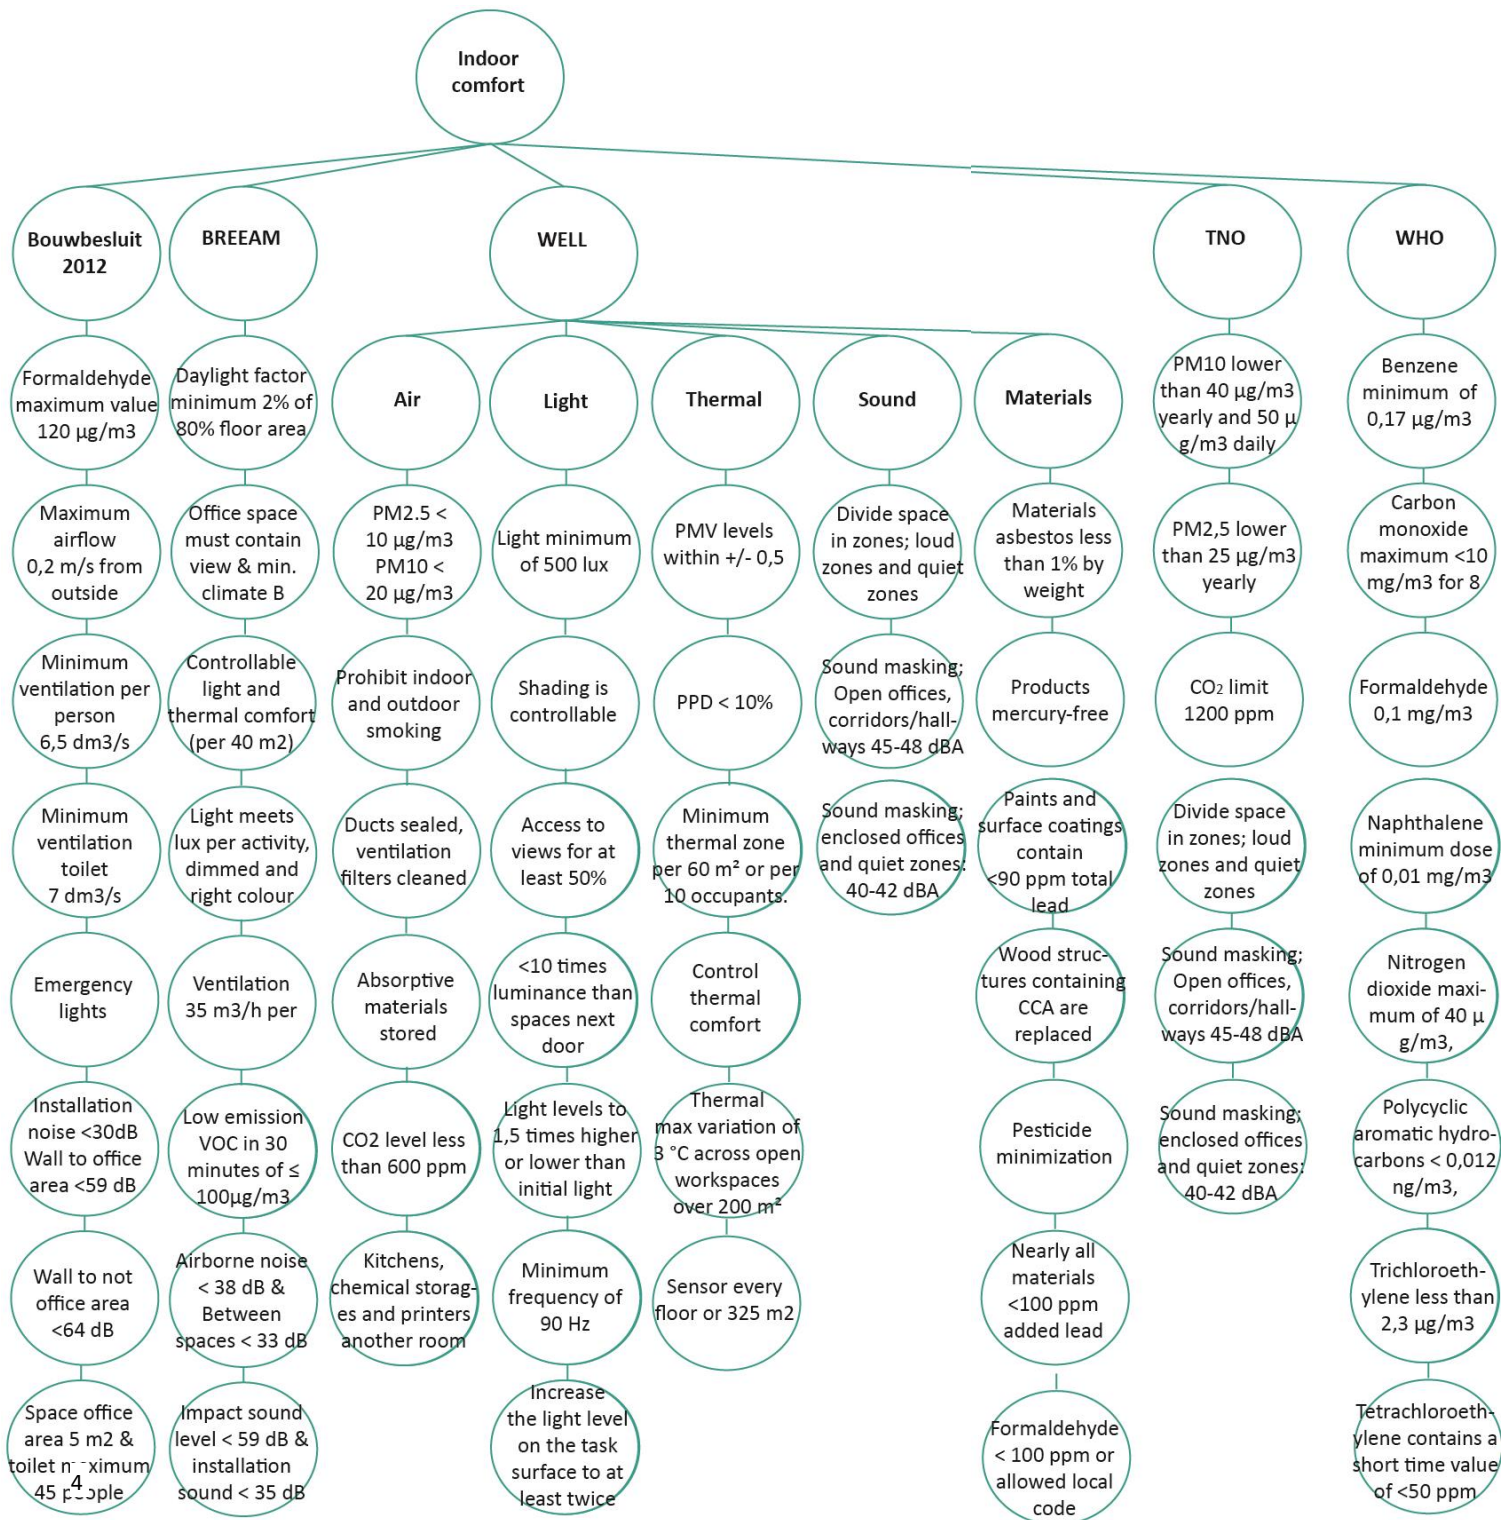 Indoor
comfort
Bouwbesluit
2012
BREEAM
WELL
TNO
WHO
Formaldehyde
maximum value
120 µg/m3
Maximum
airflow
0,2 m/s from
outside
Minimum
ventilation per
person
6,5 dm3/s
Minimum
ventilation
toilet
7 dm3/s
Emergency
lights
Installation
noise <30dB
Wall to office
area <59 dB
Wall to not
office area
<64 dB
Space office
area 5 m2 &
toilet
45
4
Daylight factor
minimum 2% of
80% floor area
Office space
must contain
view & min.
climate B
Controllable
light and
thermal comfort
(per 40 m2)
Light meets
lux per activity,
dimmed and
right colour
Ventilation
35 m3/h per
Low emission
VOC in 30
minutes of ≤
100µg/m3
Airborne noise
< 38 dB &
Between
spaces < 33 dB
Impact sound
level < 59 dB &
installation
sound < 35 dB
Air
PM2.5 <
10 µg/m3
PM10 <
20 µg/m3
Prohibit indoor
and outdoor
smoking
Ducts sealed,
ventilation
filters cleaned
Absorptive
materials
stored
CO2 level less
than 600 ppm
Kitchens,
chemical storag-
es and printers
another room
Light
Light minimum
of 500 lux
Shading is
controllable
Access to
views for at
least 50%
<10 times
luminance than
spaces next
door
Light levels to
1,5 times higher
or lower than
initial light
Minimum
frequency of
90 Hz
Increase
the light level
on the task
surface to at
least twice
Thermal
PMV levels
within +/- 0,5
PPD < 10%
Minimum
thermal zone
per 60 m² or per
10 occupants.
Control
thermal
comfort
Thermal
max variation of
3 °C across open
workspaces
over 200 m²
Sensor every
floor or 325 m2
Sound
Divide space
in zones; loud
zones and quiet
zones
Sound masking;
Open offices,
corridors/hall-
ways 45-48 dBA
Sound masking;
enclosed offices
and quiet zones:
40-42 dBA
Materials
Materials
asbestos less
than 1% by
weight
Products
mercury-free
Paints and
surface coatings
contain
<90 ppm total
lead
Wood struc-
tures containing
CCA are
replaced
Pesticide
minimization
Nearly all
materials
<100 ppm
added lead
Formaldehyde
< 100 ppm or
allowed local
code
PM10 lower
than 40 µg/m3
yearly and 50 µ
g/m3 daily
PM2,5 lower
than 25 µg/m3
yearly
CO2 limit
1200 ppm
Divide space
in zones; loud
zones and quiet
zones
Sound masking;
Open offices,
corridors/hall-
ways 45-48 dBA
Sound masking;
enclosed offices
and quiet zones:
40-42 dBA
Benzene
minimum of
0,17 µg/m3
Carbon
monoxide
maximum <10
mg/m3 for 8
Formaldehyde
0,1 mg/m3
Naphthalene
minimum dose
of 0,01 mg/m3
Nitrogen
dioxide maxi-
mum of 40 µ
g/m3,
Polycyclic
aromatic hydro-
carbons < 0,012
ng/m3,
Trichloroeth-
ylene less than
2,3 µg/m3
Tetrachloroeth-
ylene contains a
short time value
of <50 ppm